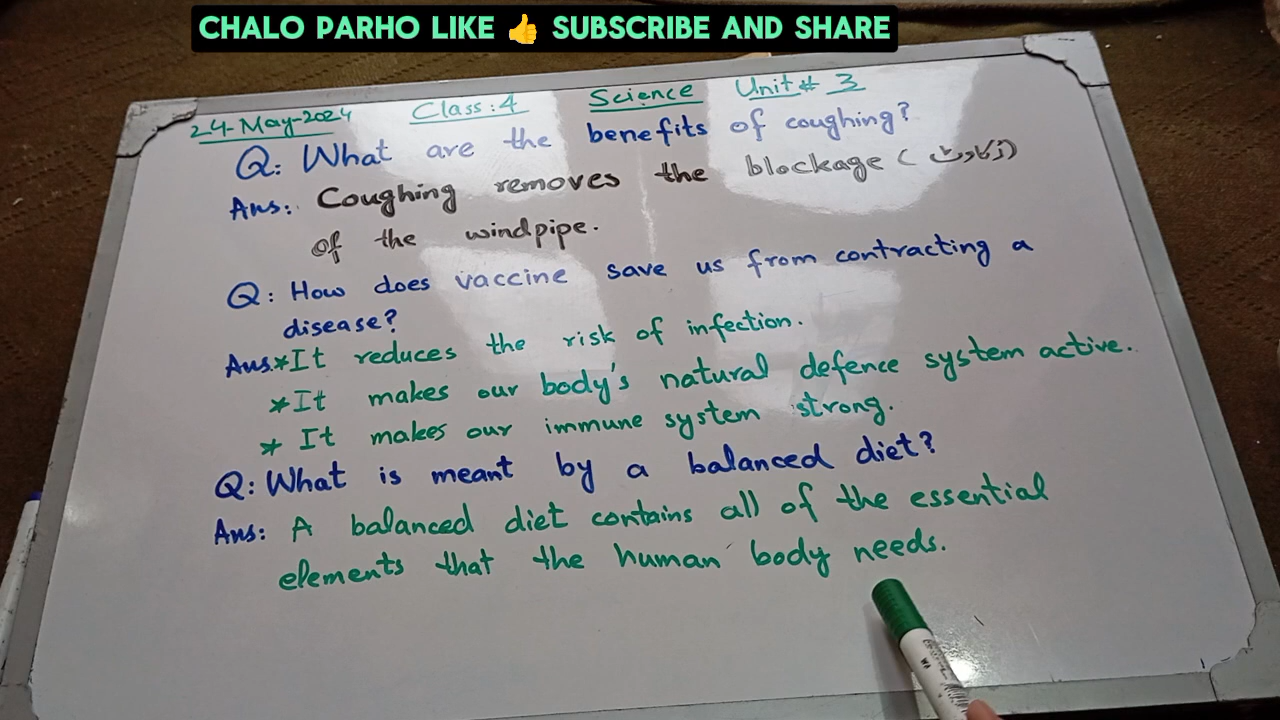 CHALO PARHO LIKE 👍 SUBSCRIBE AND SHARE
24-May-2024 Class:4 Science Unit# 3
Q: What are the benefits of coughing?
Ans: Coughing removes the blockage (رکاوٹ)
of the windpipe.
Q: How does vaccine save us from contracting a
disease?
Ans:*It reduces the risk of infection.
*It makes our body's natural defence system active.
* It makes our immune system strong.
Q: What is meant by a balanced diet?
Ans: A balanced diet contains all of the essential
elements that the human body needs.